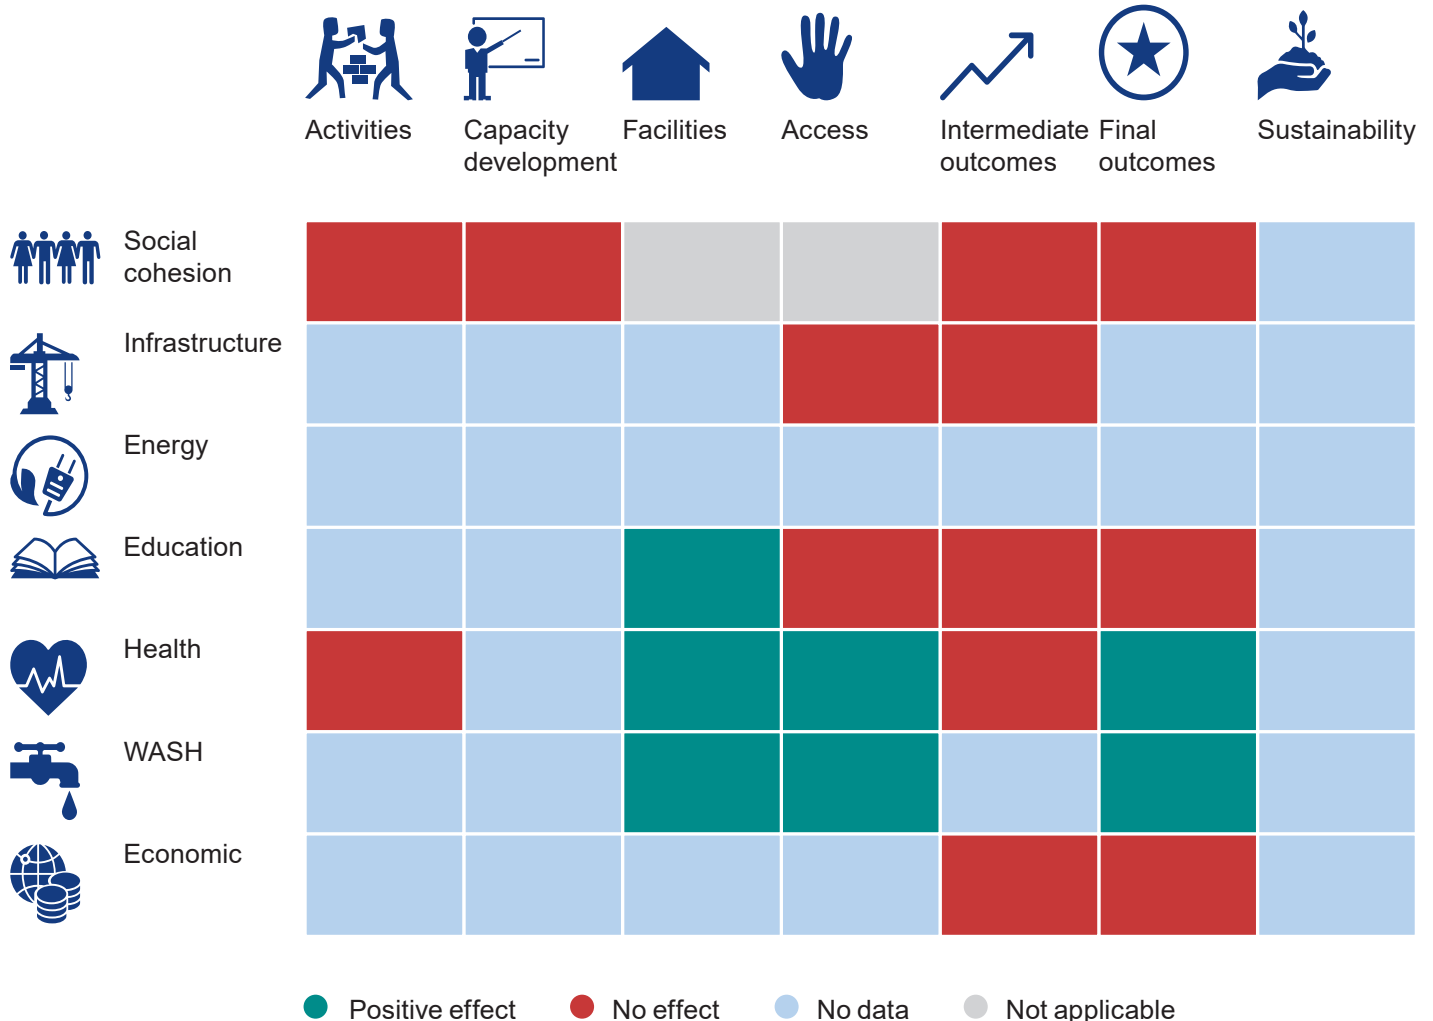 Activities
Capacity
development
Facilities
Access
Intermediate
outcomes
Final
outcomes
Sustainability
Social
cohesion
Infrastructure
Energy
Education
Health
WASH
Economic
Positive effect
No effect
No data
Not applicable